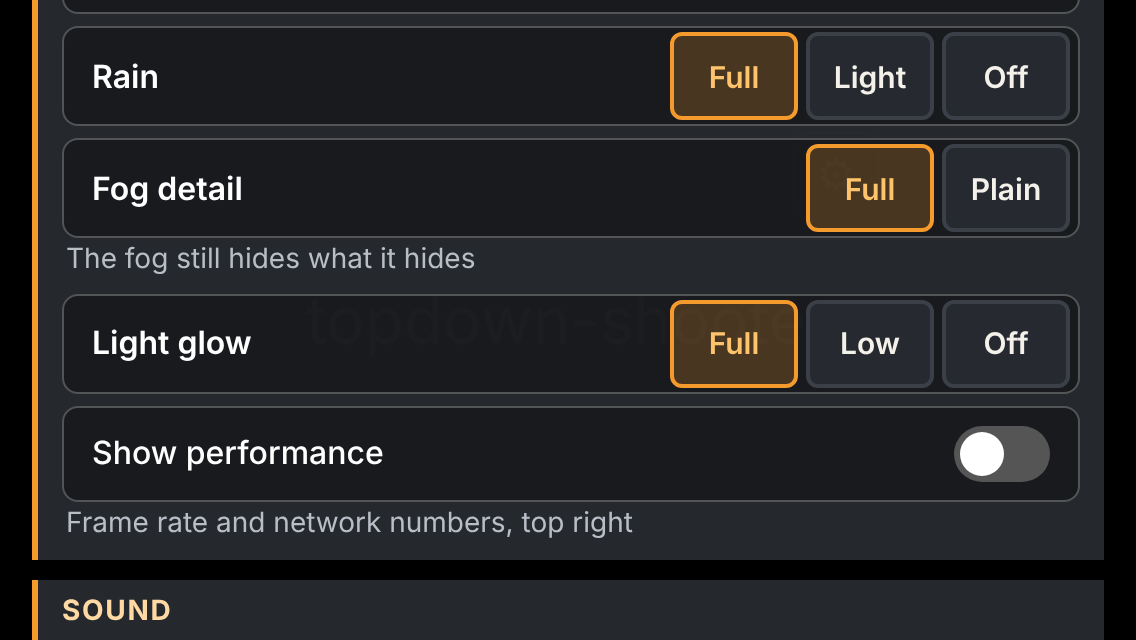 Rain
Full
Light
Off
Fog detail
Full
Plain
The fog still hides what it hides
Light glow
Full
Low
Off
Show performance
Frame rate and network numbers, top right
SOUND